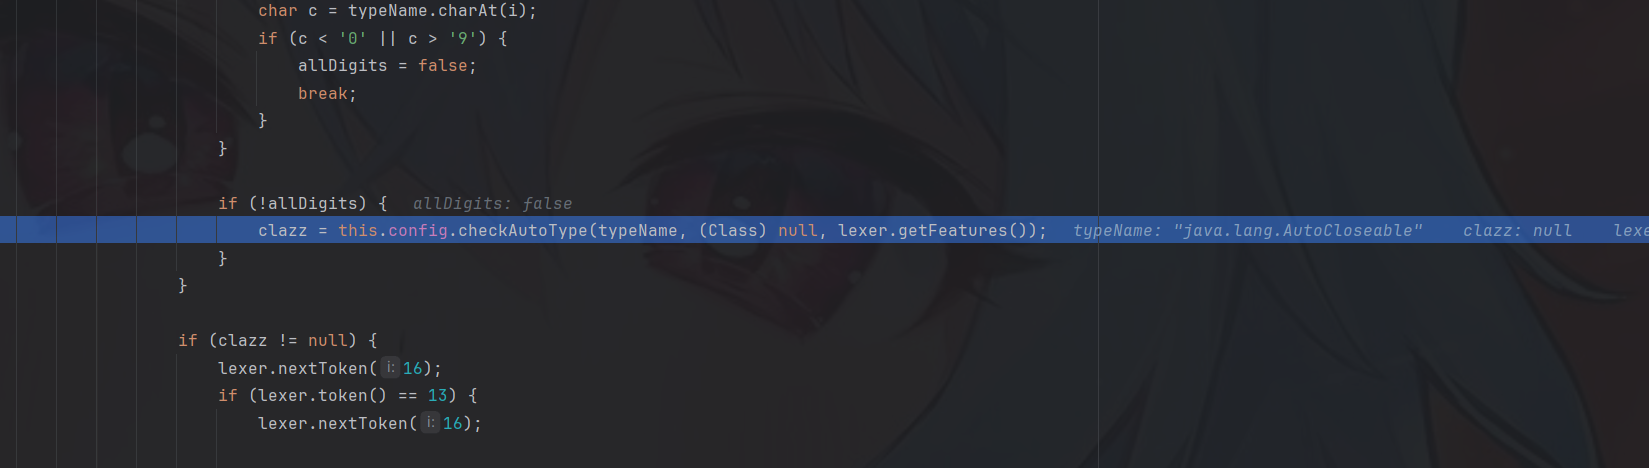 char c = typeName.charAt(i);
if (c < '0' || c > '9') {
allDigits = false;
break;
}
}
if (!allDigits) { allDigits: false
clazz = this.config.checkAutoType(typeName, (Class) null, lexer.getFeatures()); typeName: "java.lang.AutoCloseable" clazz: null lexe
}
}
if (clazz != null) {
lexer.nextToken( i: 16);
if (lexer.token() == 13) {
lexer.nextToken( i: 16);